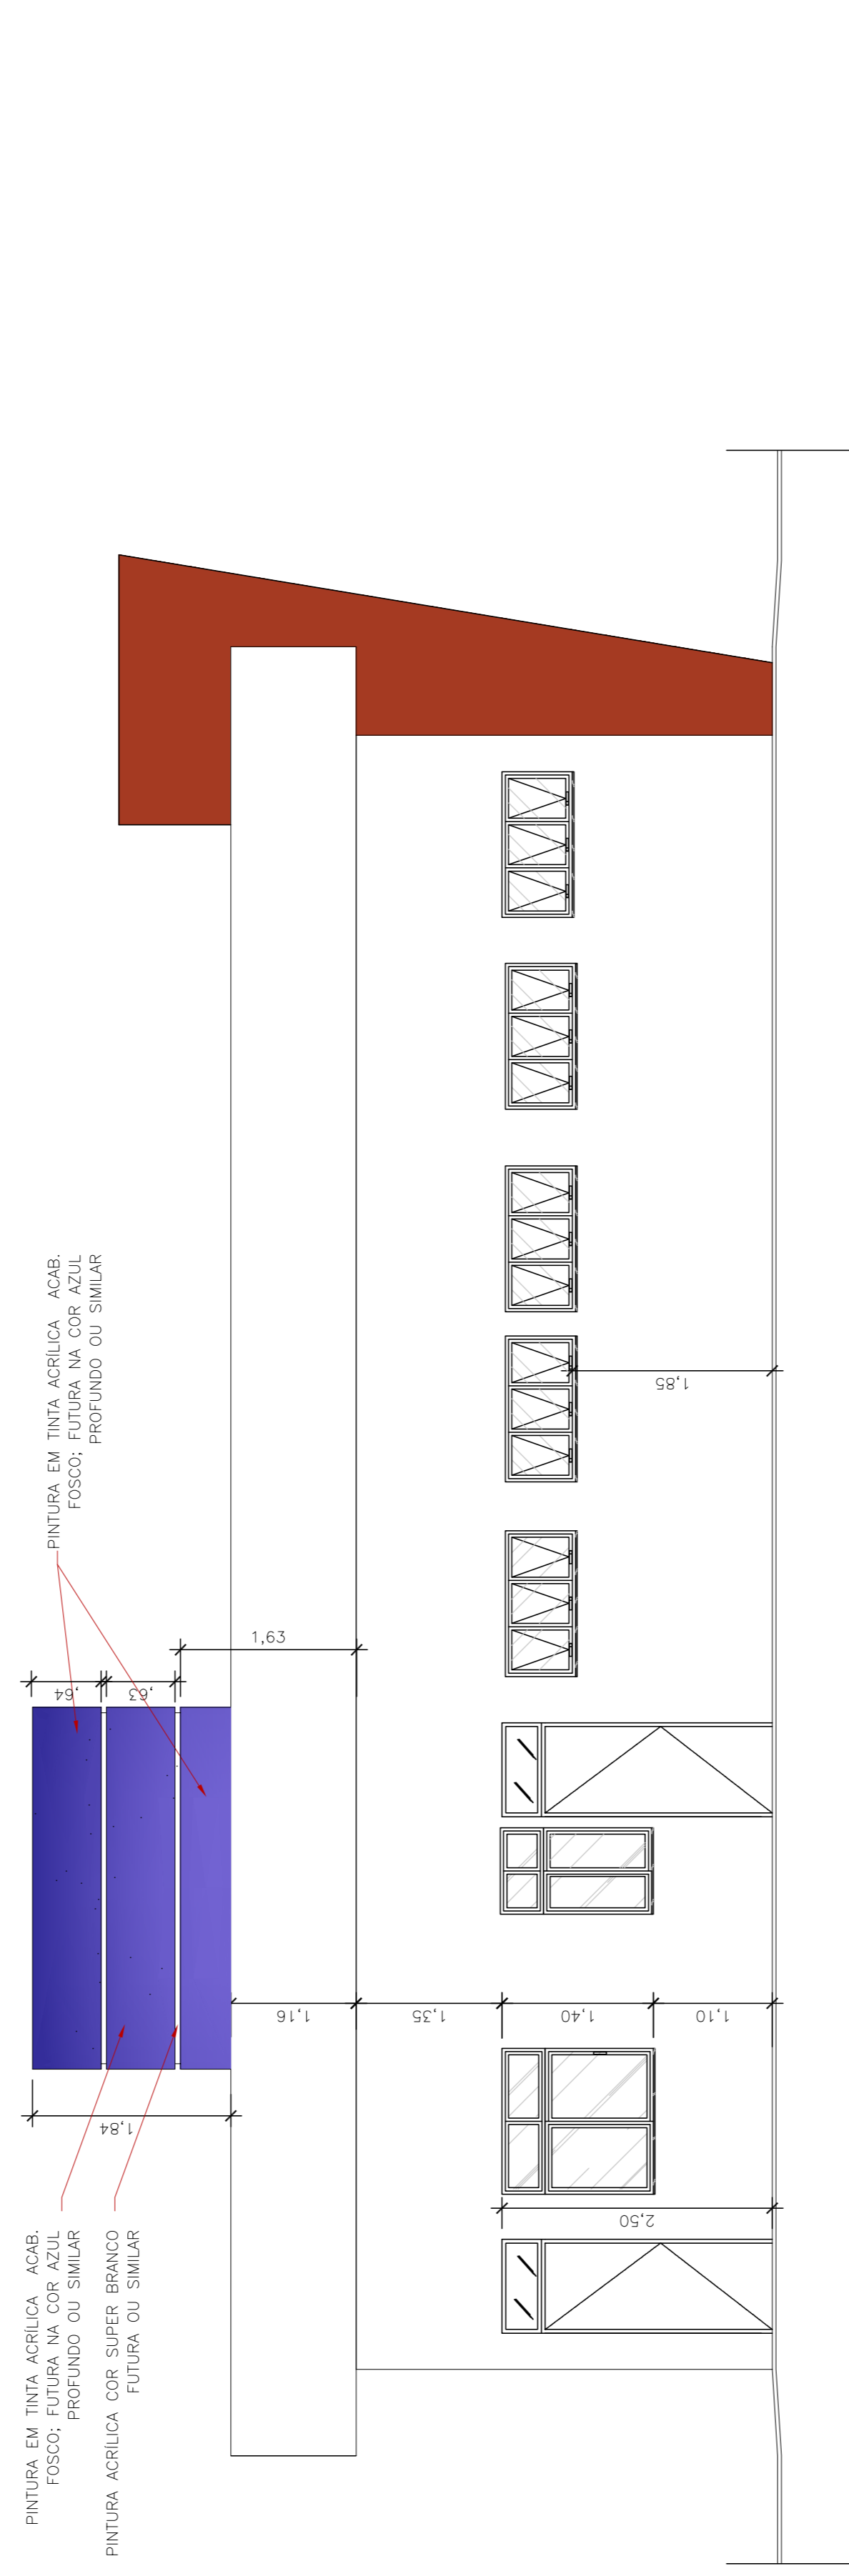 PINTURA EM TINTA ACRÍLICA ACAB.
FOSCO; FUTURA NA COR AZUL
PROFUNDO OU SIMILAR
PINTURA ACRÍLICA COR SUPER BRANCO
FUTURA OU SIMILAR
PINTURA EM TINTA ACRÍLICA ACAB.
FOSCO; FUTURA NA COR AZUL
PROFUNDO OU SIMILAR
1,84
,64
,63
1,63
1,16
1,35
1,40
1,10
2,50
1,85